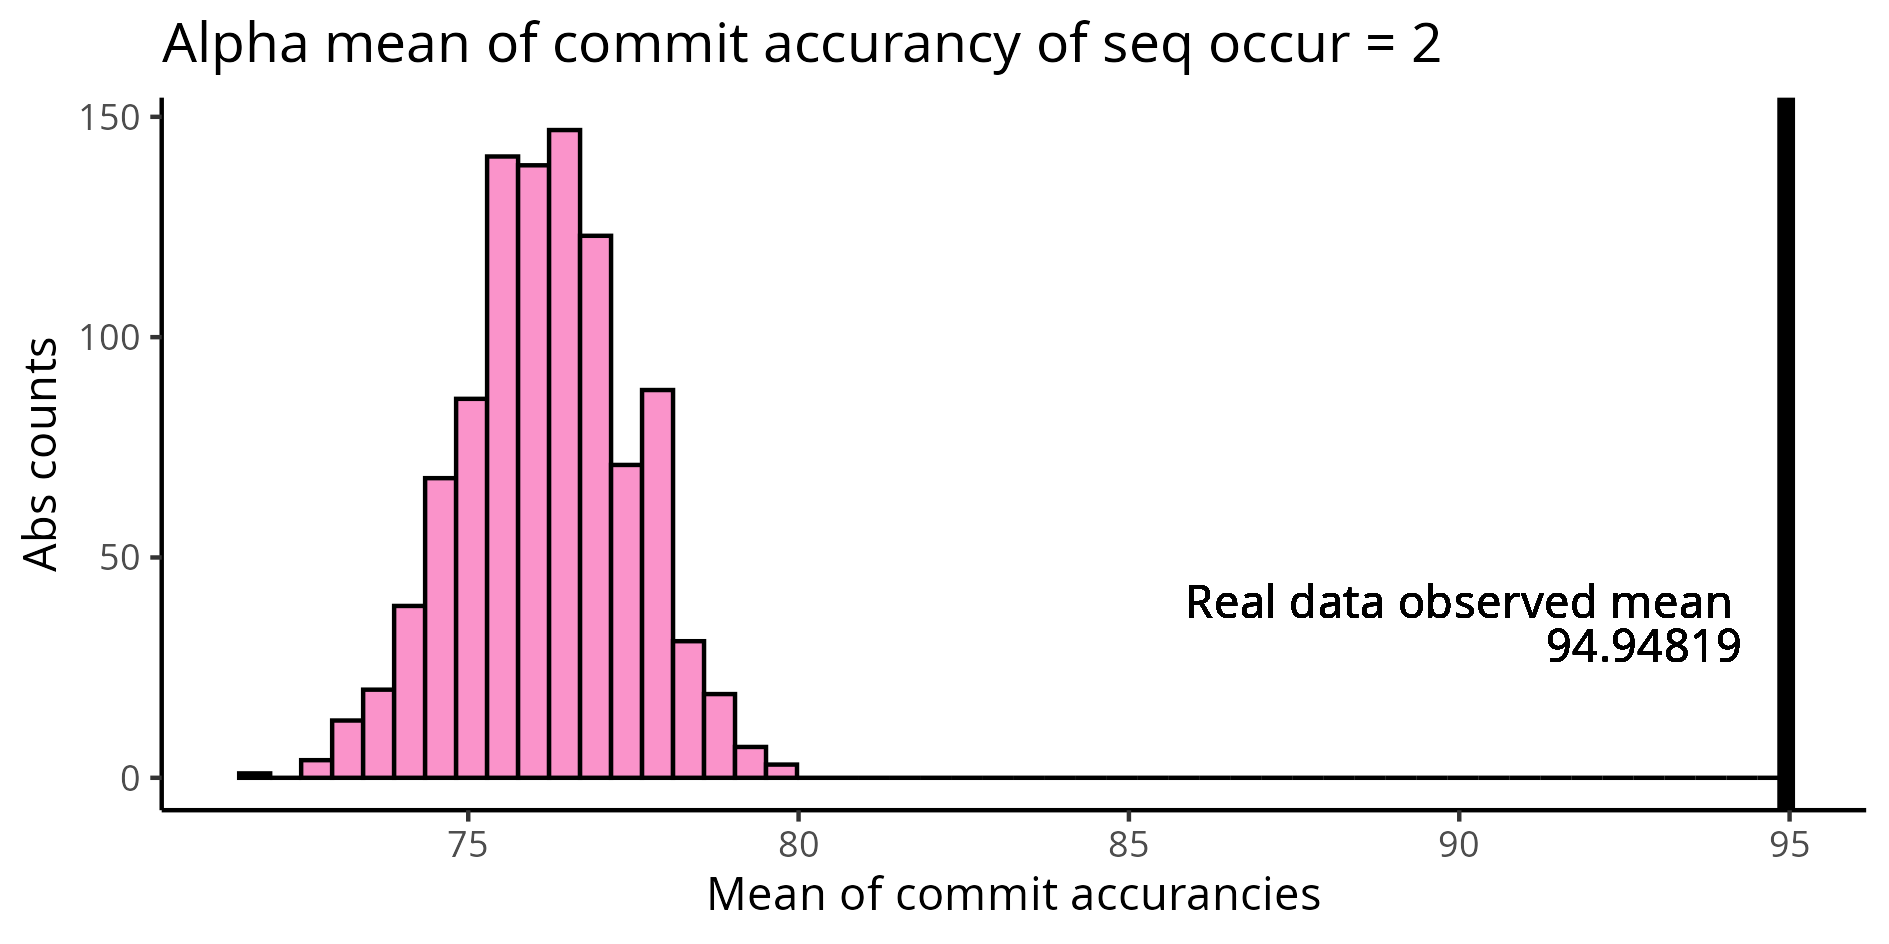 Alpha mean of commit accurancy of seq occur = 2
150
100
50
0
Abs counts
Real data observed mean
94.94819
75 80 85 90 95
Mean of commit accurancies